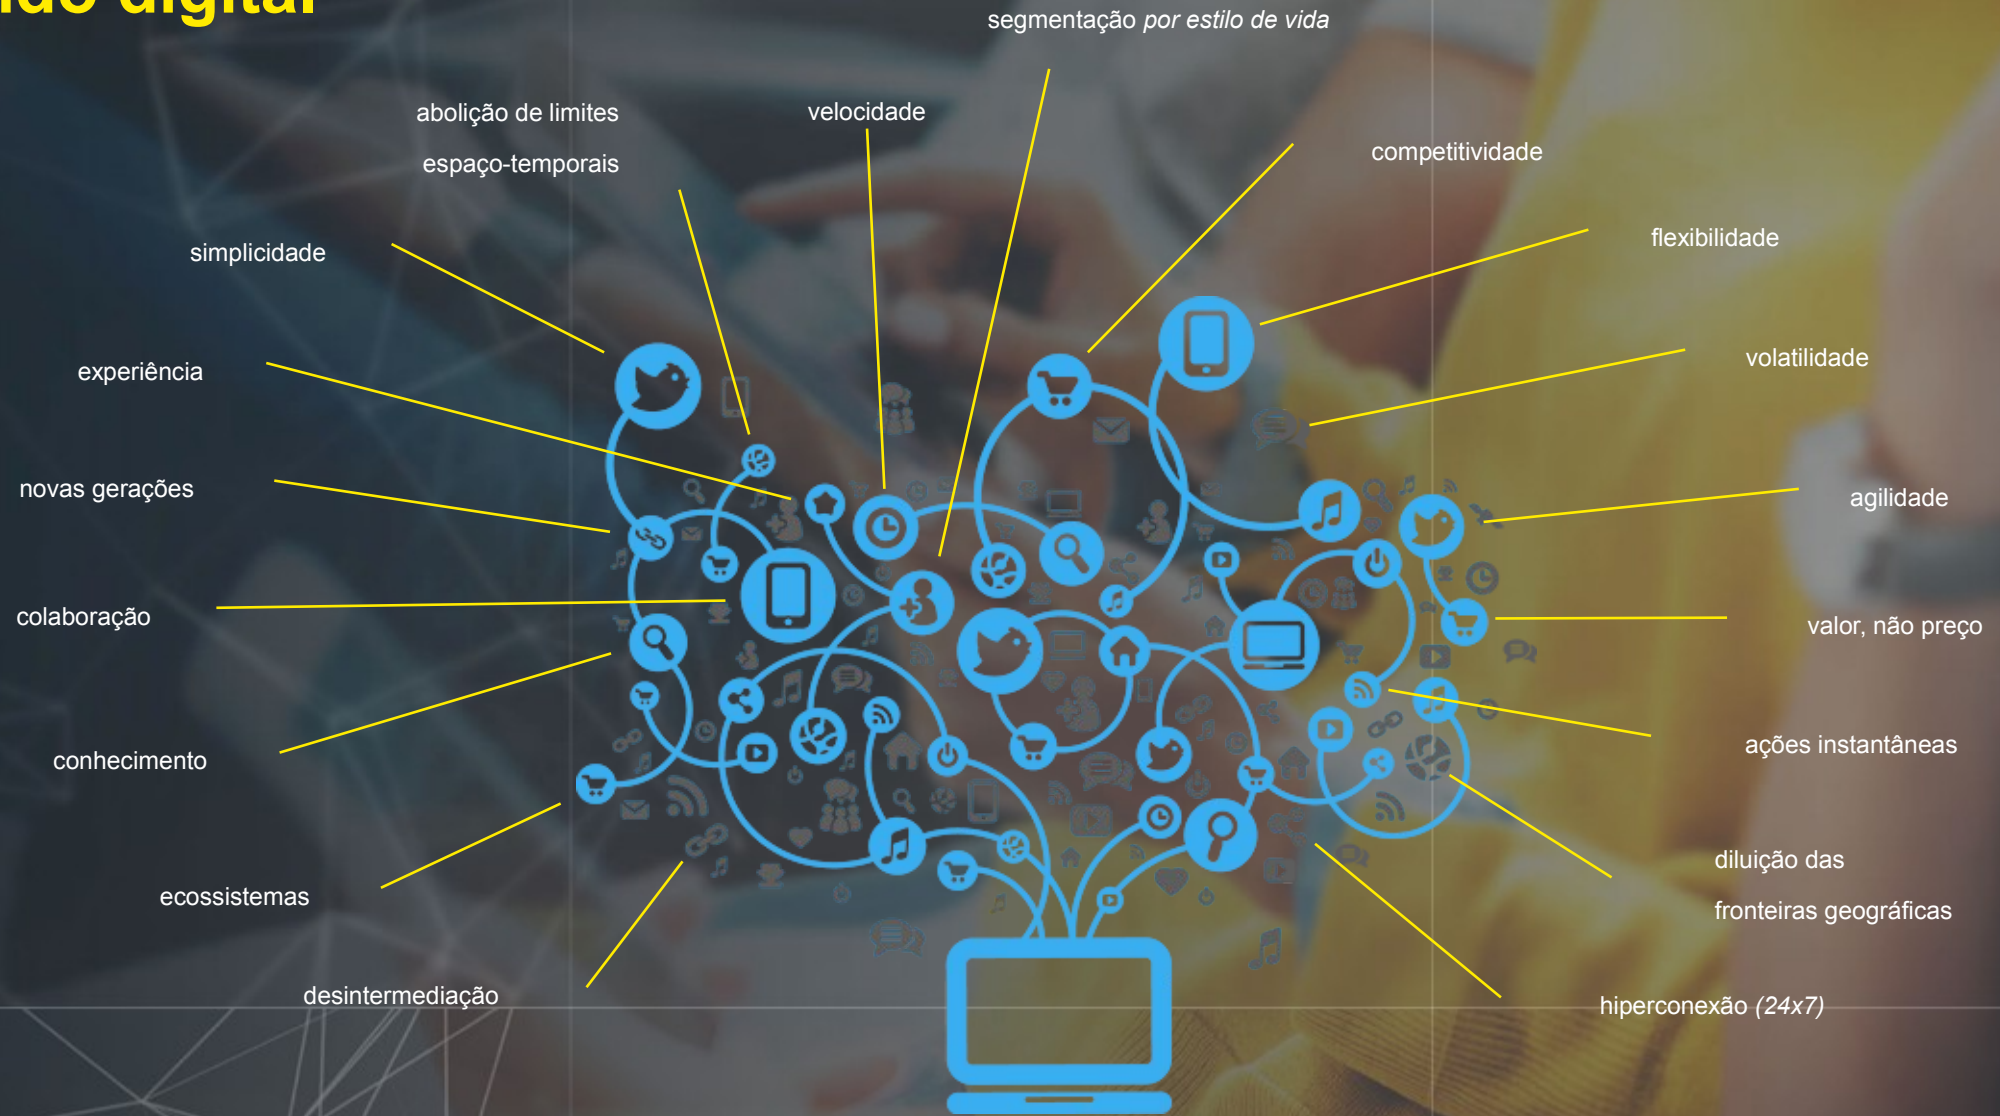 digital
segmentação por estilo de vida
abolição de limites
espaço-temporais
velocidade
competitividade
simplicidade
flexibilidade
experiência
volatilidade
novas gerações
agilidade
colaboração
valor, não preço
conhecimento
ações instantâneas
ecossistemas
diluição das
fronteiras geográficas
desintermediação
hiperconexão (24x7)